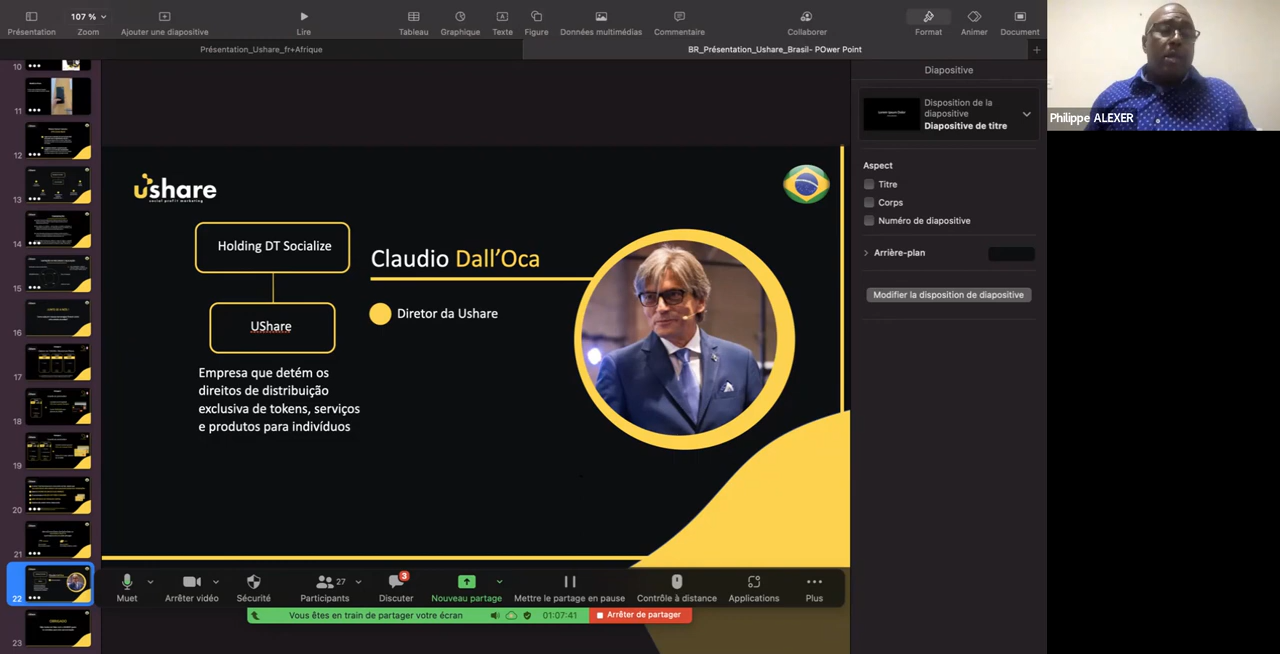 107 %
Présentation
Zoom
Ajouter une diapositive
Lire
Tableau
Graphique
Texte
Figure
Données multimédias
Commentaire
Collaborer
Format
Animer
Document
Présentation_Ushare_fr+Afrique
BR_Présentation_Ushare_Brasil- POwer Point
10
11
12
13
14
15
16
17
18
19
20
21
22
23
ushare
social profit marketing
Holding DT Socialize
UShare
Empresa que detém os
direitos de distribuição
exclusiva de tokens, serviços
e produtos para indivíduos
Claudio Dall’Oca
Diretor da Ushare
Diapositive
Disposition de la
diapositive
Diapositive de titre
Aspect
Titre
Corps
Numéro de diapositive
Arrière-plan
Modifier la disposition de diapositive
Philippe ALEXER
27
3
Muet
Arrêter vidéo
Sécurité
Participants
Discuter
Nouveau partage
Mettre le partage en pause
Contrôle à distance
Applications
Plus
Vous êtes en train de partager votre écran
01:07:41
Arrêter de partager